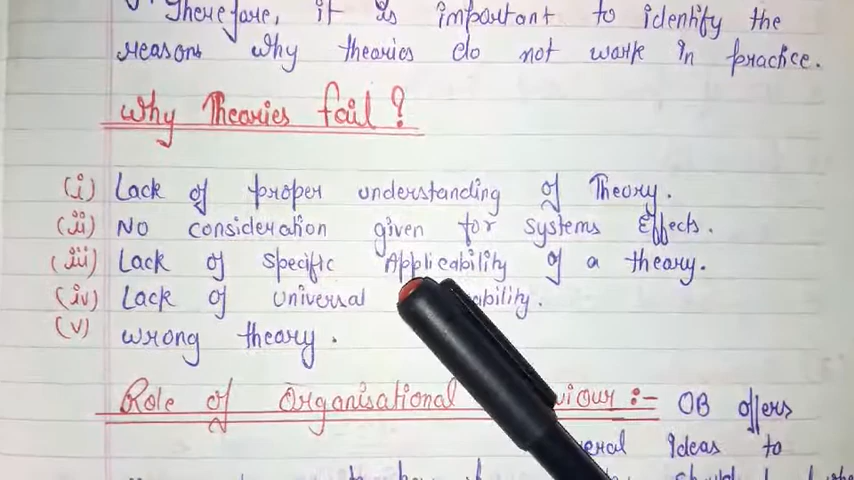 Therefore, it is important to identify the
reasons why theories do not work in practice.
Why Theories fail?
(i) Lack of proper understanding of Theory.
(ii) No consideration given for systems Effects.
(iii) Lack of specific Applicability of a theory.
(iv) Lack of universal
(v) wrong theory.
Role of Organisational :- OB offers
Ideas to